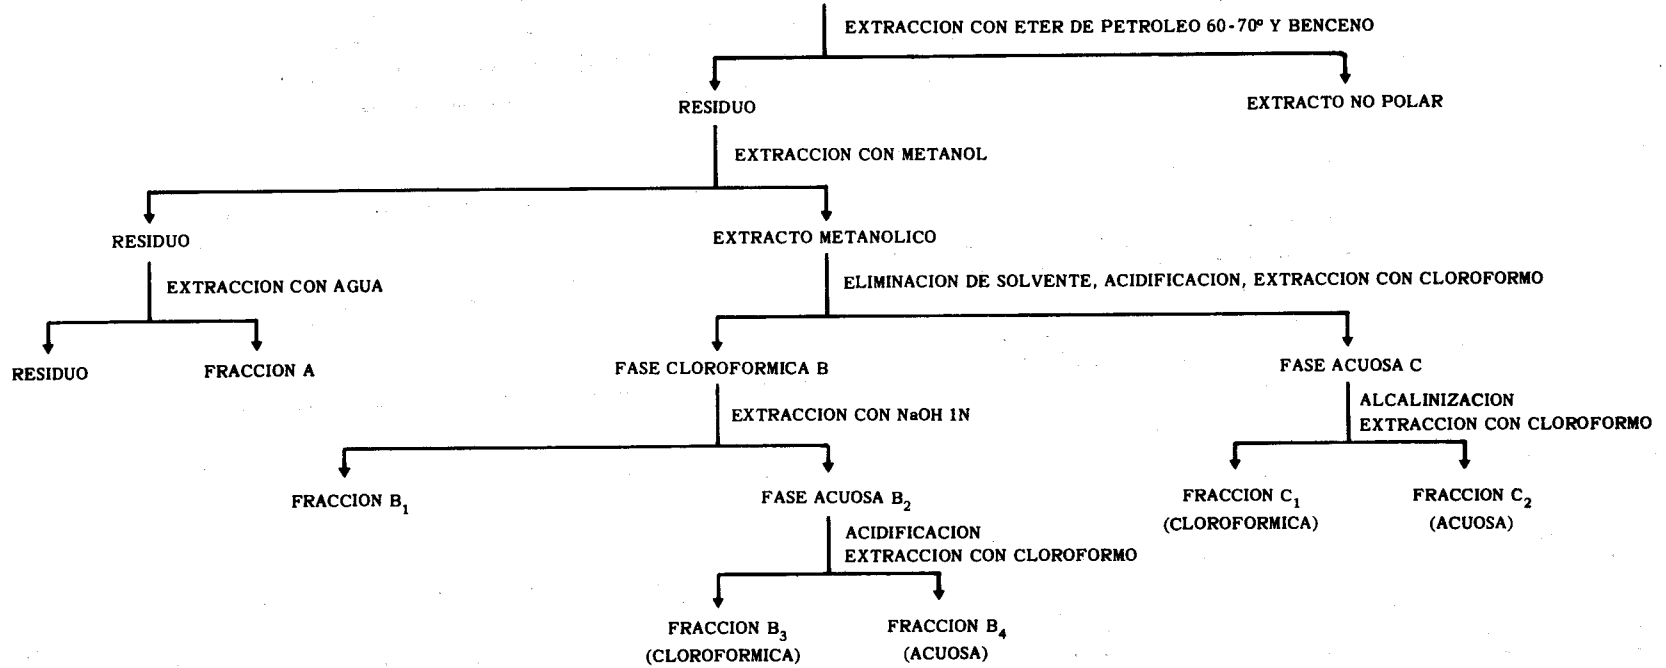 EXTRACCION CON ETER DE PETROLEO 60-70º Y BENCENO
RESIDUO
EXTRACTO NO POLAR
EXTRACCION CON METANOL
RESIDUO
EXTRACTO METANOLICO
EXTRACCION CON AGUA
ELIMINACION DE SOLVENTE, ACIDIFICACION, EXTRACCION CON CLOROFORMO
RESIDUO
FRACCION A
FASE CLOROFORMICA B
FASE ACUOSA C
EXTRACCION CON NaOH 1N
ALCALINIZACION
EXTRACCION CON CLOROFORMO
FRACCION B₁
FASE ACUOSA B₂
FRACCION C₁
(CLOROFORMICA)
FRACCION C₂
(ACUOSA)
ACIDIFICACION
EXTRACCION CON CLOROFORMO
FRACCION B₃
(CLOROFORMICA)
FRACCION B₄
(ACUOSA)